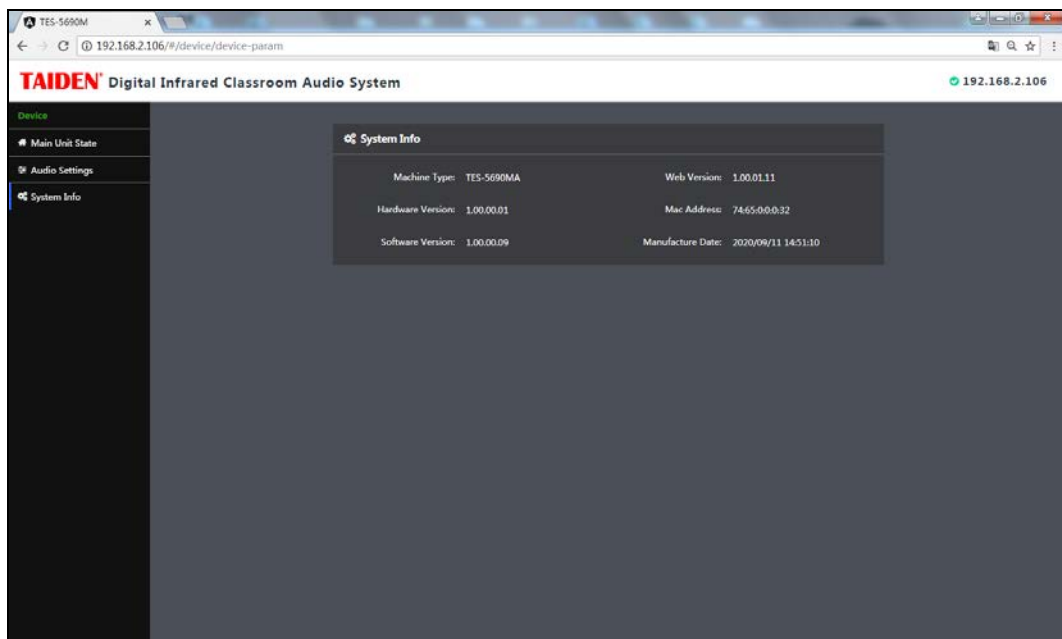 TES-5690M
192.168.2.106/#/device/device-param
TAIDEN® Digital Infrared Classroom Audio System
192.168.2.106
Device
Main Unit State
Audio Settings
System Info
System Info
Machine Type: TES-5690MA Web Version: 1.00.01.11
Hardware Version: 1.00.00.01 Mac Address: 74:65:0:0:0:32
Software Version: 1.00.00.09 Manufacture Date: 2020/09/11 14:51:10